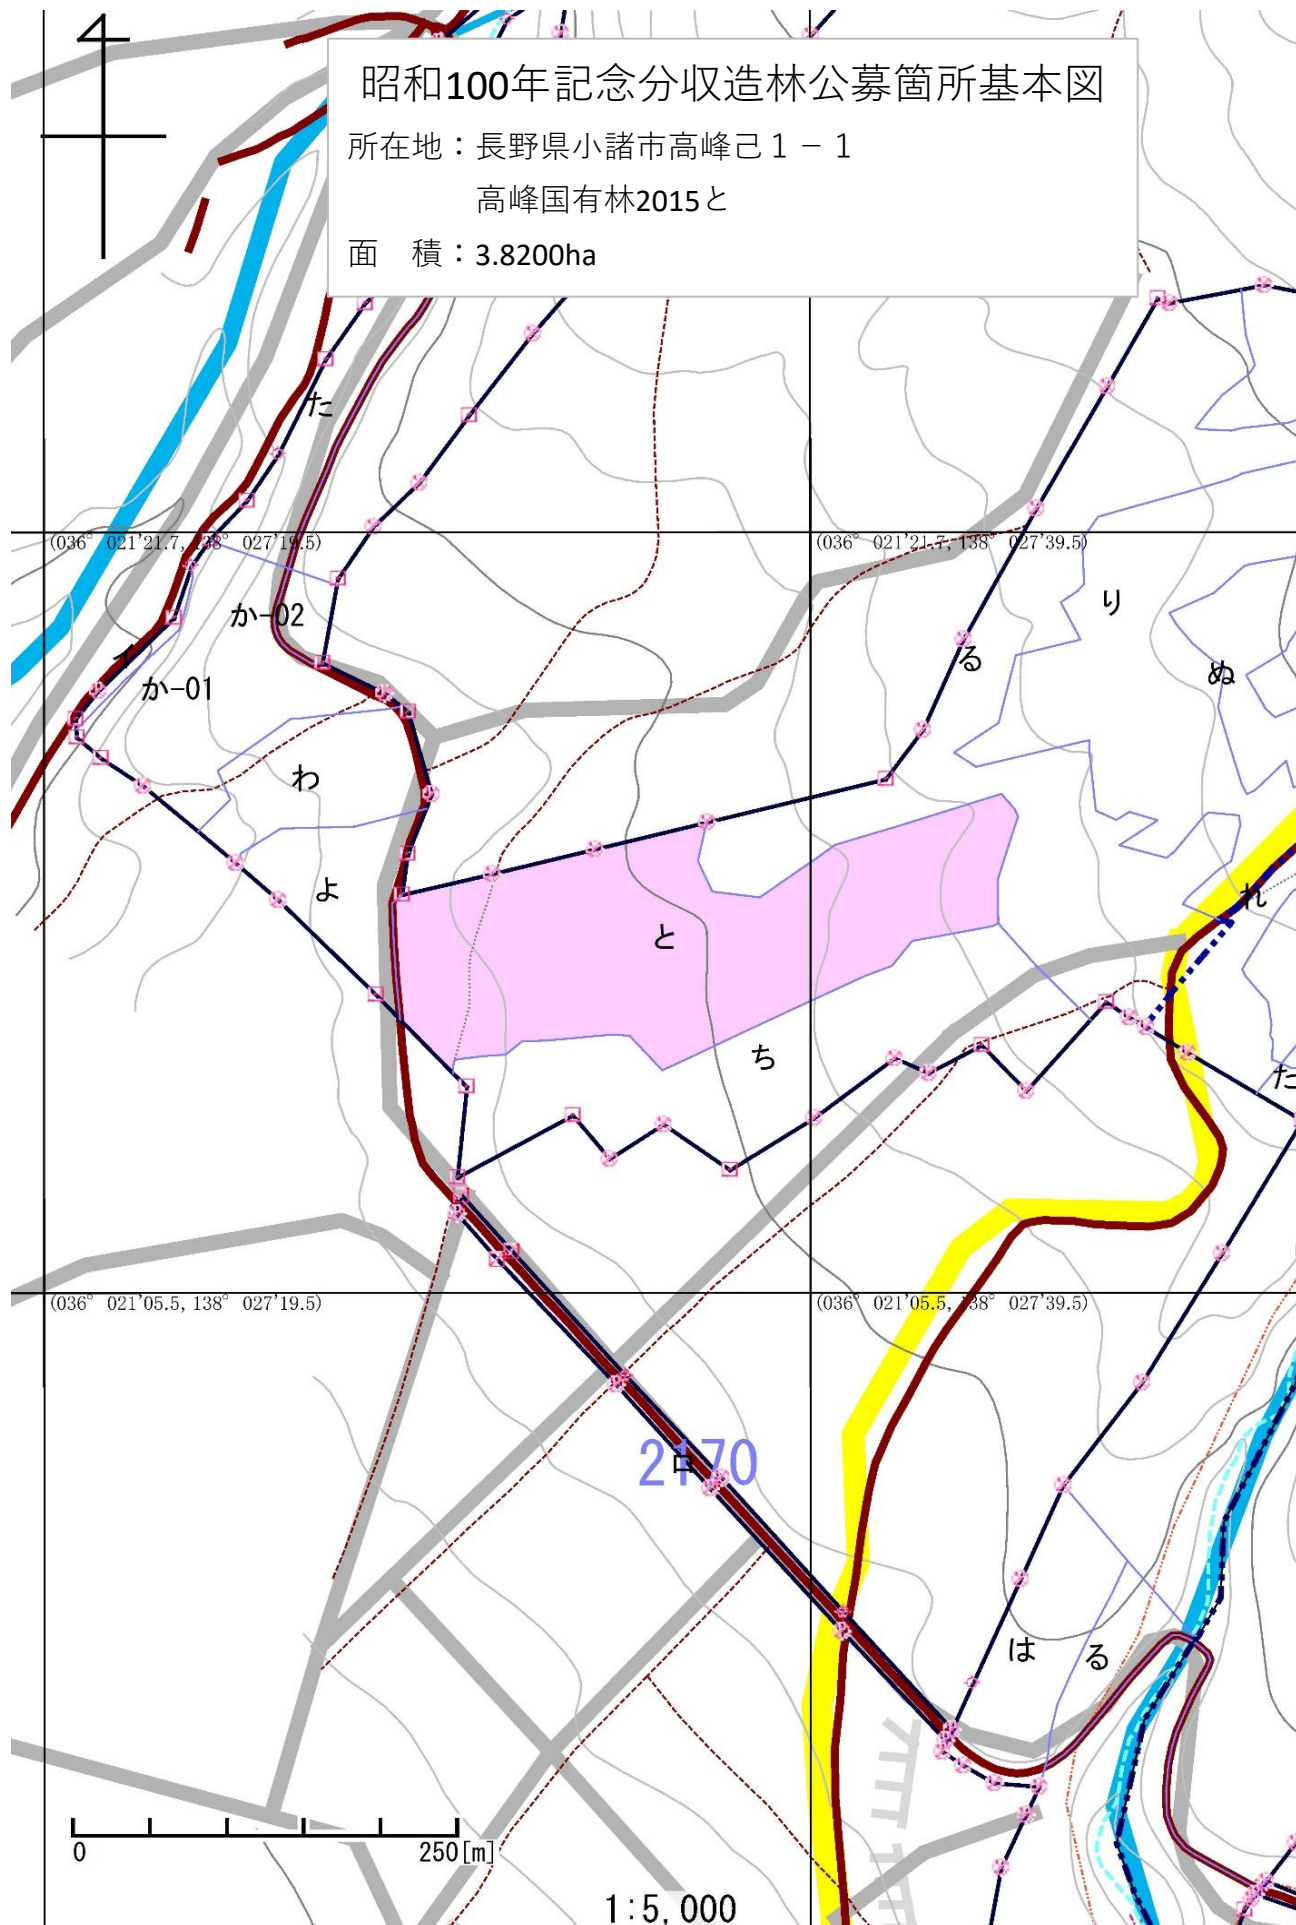 昭和100年記念分収造林公募箇所基本図
所在地：長野県小諸市高峰己１－１
高峰国有林2015と
面　積：3.8200ha
た
(036° 021'21.7, 138° 027'19.5)
(036° 021'21.7, 138° 027'39.5)
か-02
り
る
ぬ
イ
か-01
わ
よ
れ
と
ち
た
(036° 021'05.5, 138° 027'19.5)
(036° 021'05.5, 138° 027'39.5)
2170
ロ
は
る
0
250[m]
1:5,000